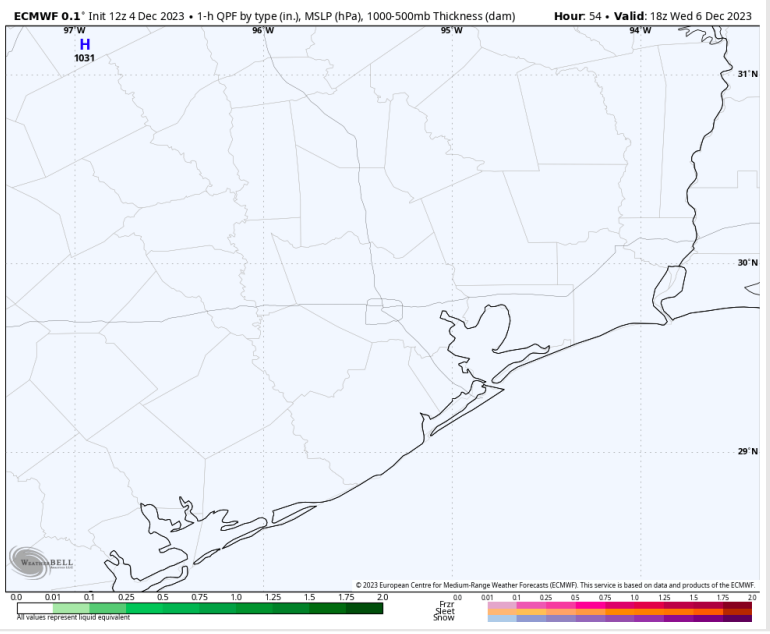 ECMWF 0.1° Init 12z 4 Dec 2023 • 1-h QPF by type (in.), MSLP (hPa), 1000-500mb Thickness (dam) Hour: 54 • Valid: 18z Wed 6 Dec 2023
97°W 96°W 95°W 94°W
H
1031
31°N
30°N
29°N
WEATHERBELL
© 2023 European Centre for Medium-Range Weather Forecasts (ECMWF). This service is based on data and products of the ECMWF.
0.0 0.01 0.1 0.25 0.5 0.75 1.0 1.25 1.5 1.75 2.0
0.0 0.01 0.1 0.25 0.5 0.75 1.0 1.25 1.5 1.75 2.0
Frzr
Sleet
Snow
All values represent liquid equivalent